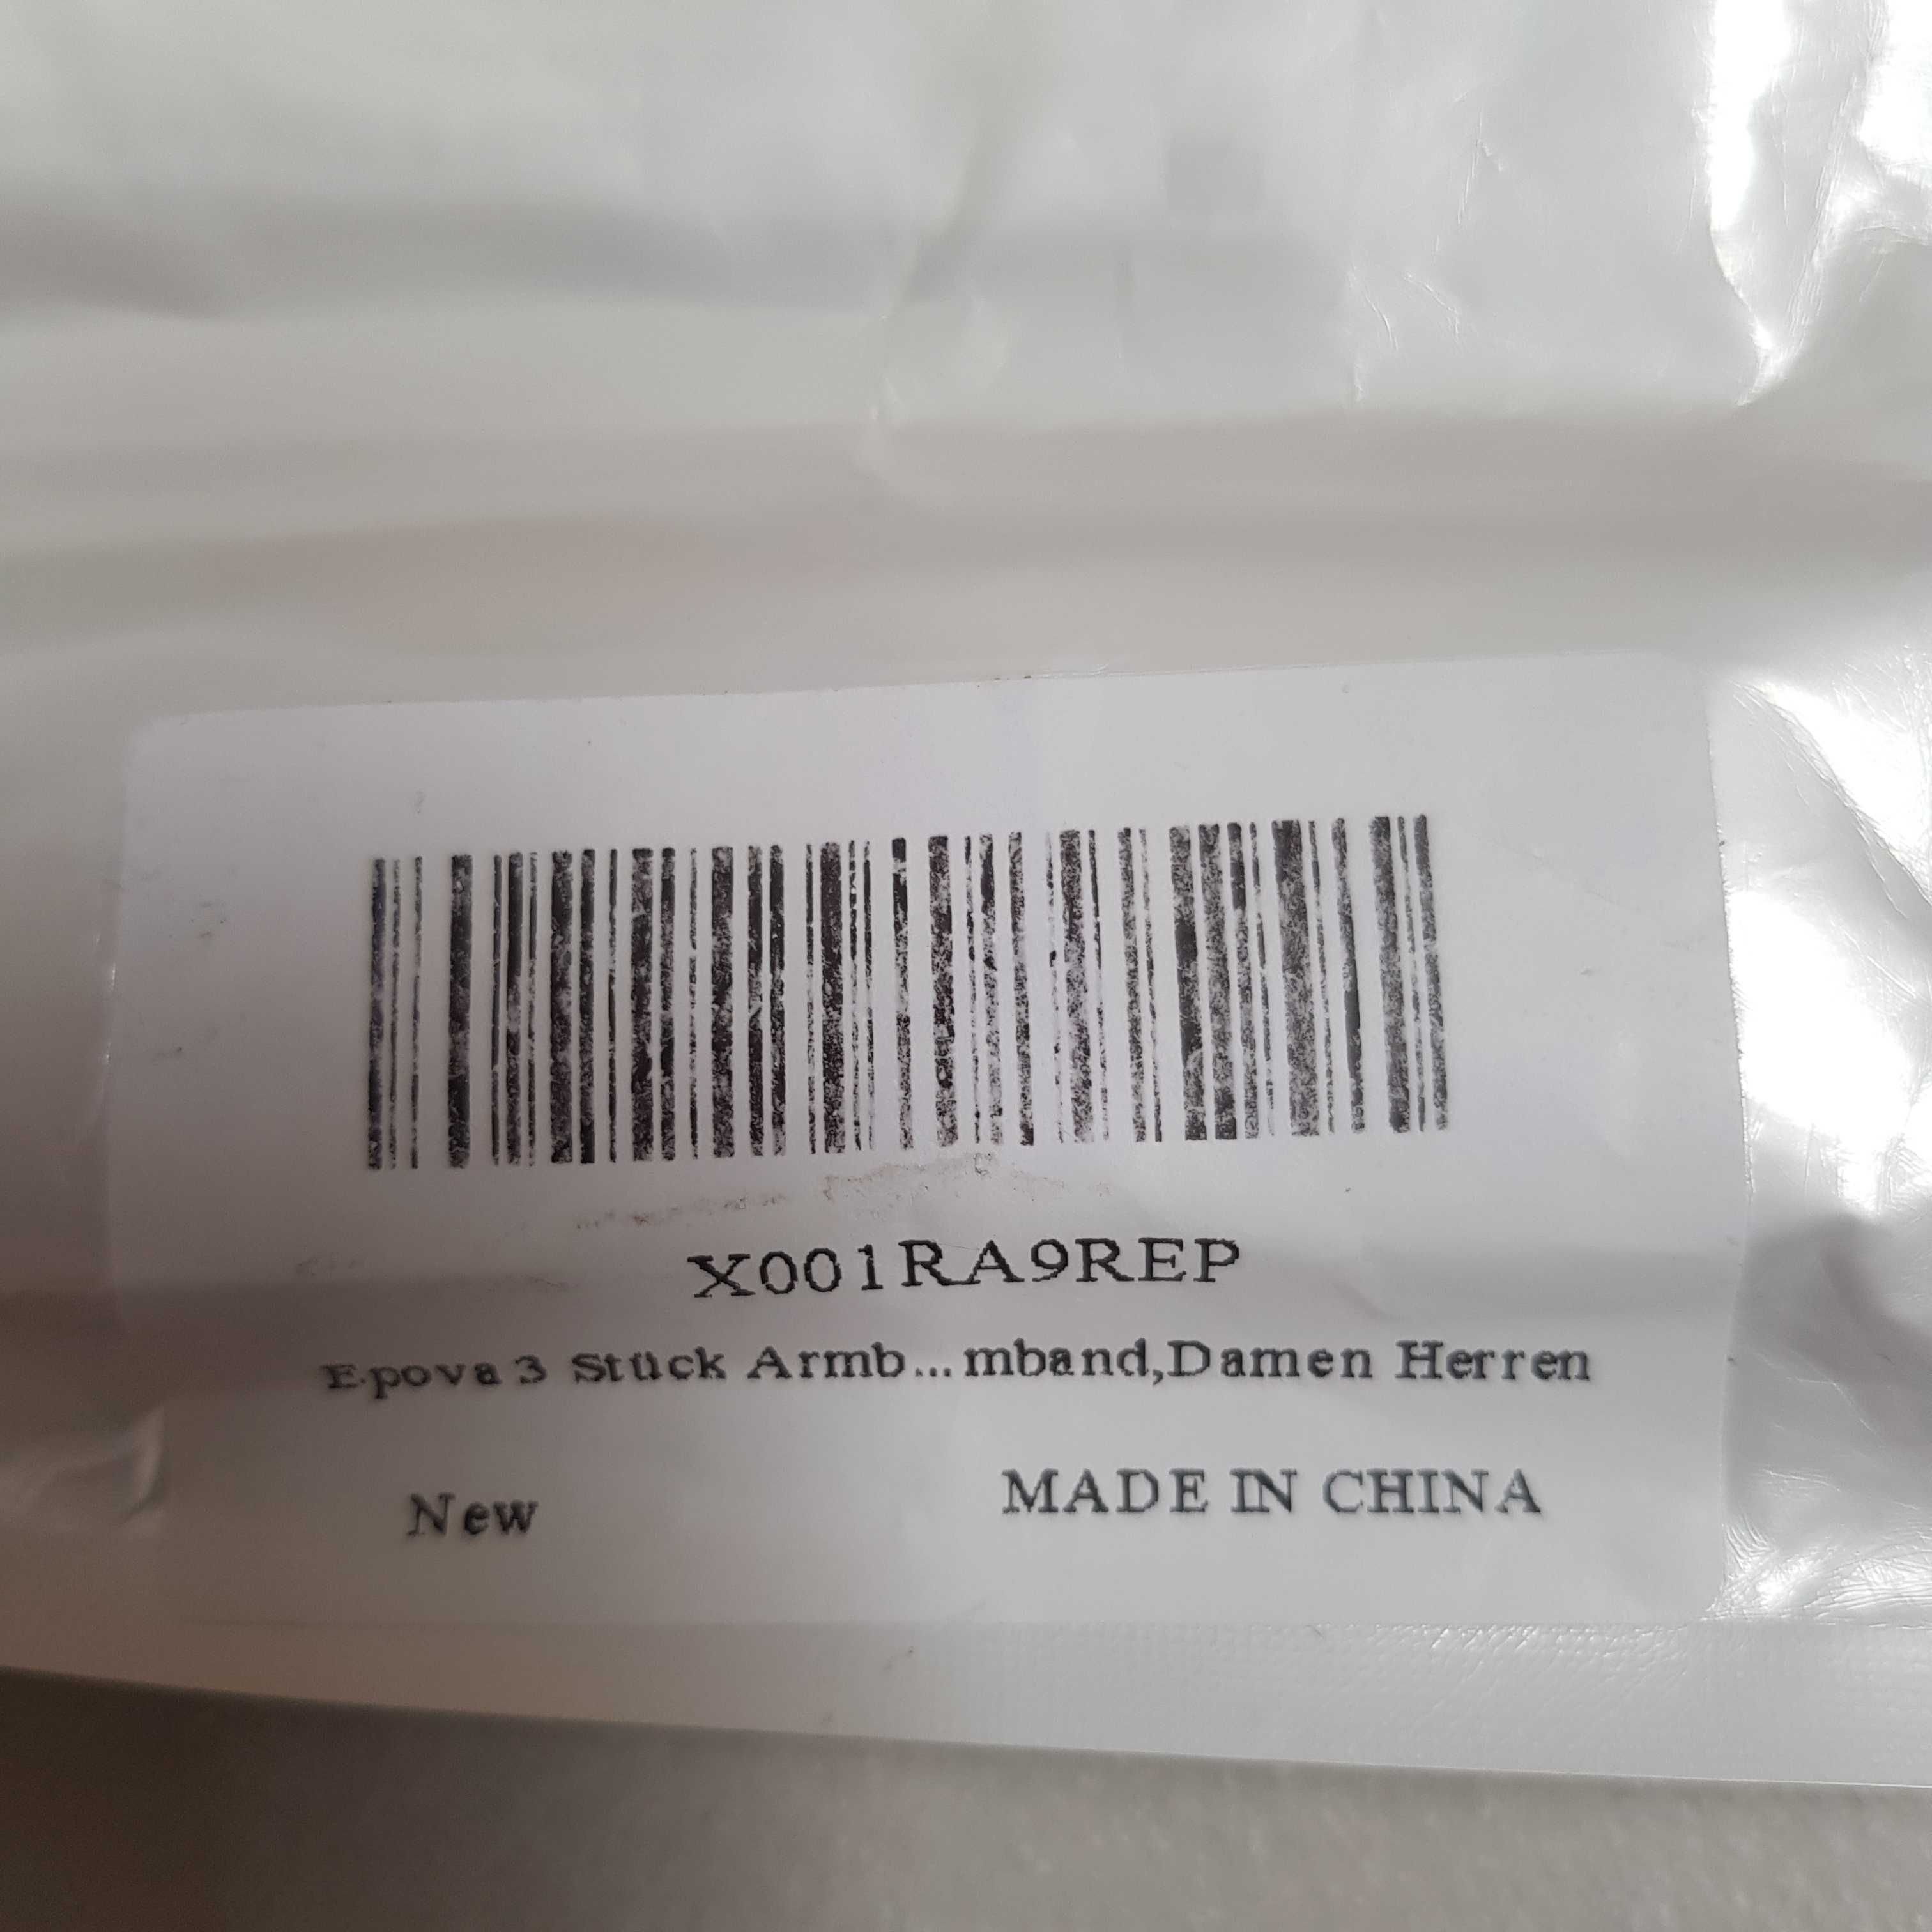 X001RA9REP
Epova 3 Stück Armb...mband,Damen Herren
New
MADE IN CHINA